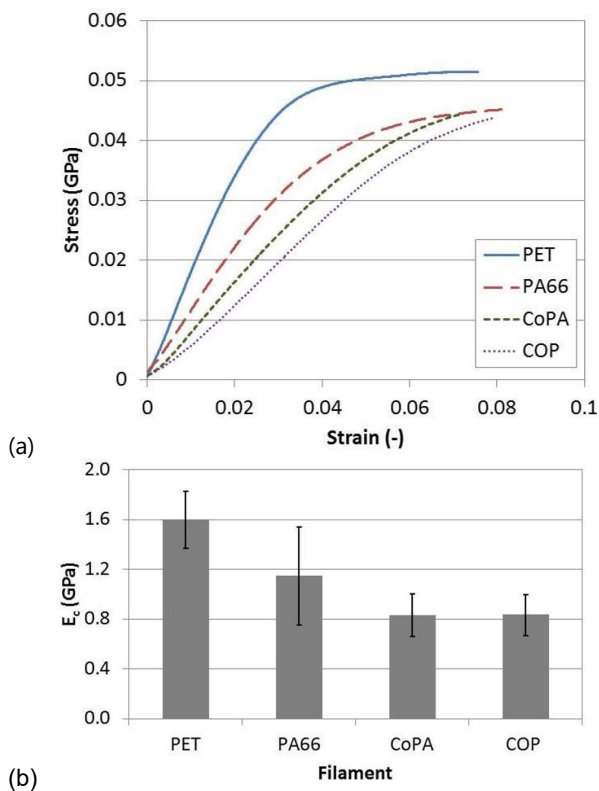 0.06
0.05
0.04
0.03
0.02
0.01
0
Stress (GPa)
PET
PA66
CoPA
COP
0 0.02 0.04 0.06 0.08 0.1
Strain (-)
(a)
2.0
1.6
1.2
0.8
0.4
0.0
Ec (GPa)
PET PA66 CoPA COP
Filament
(b)